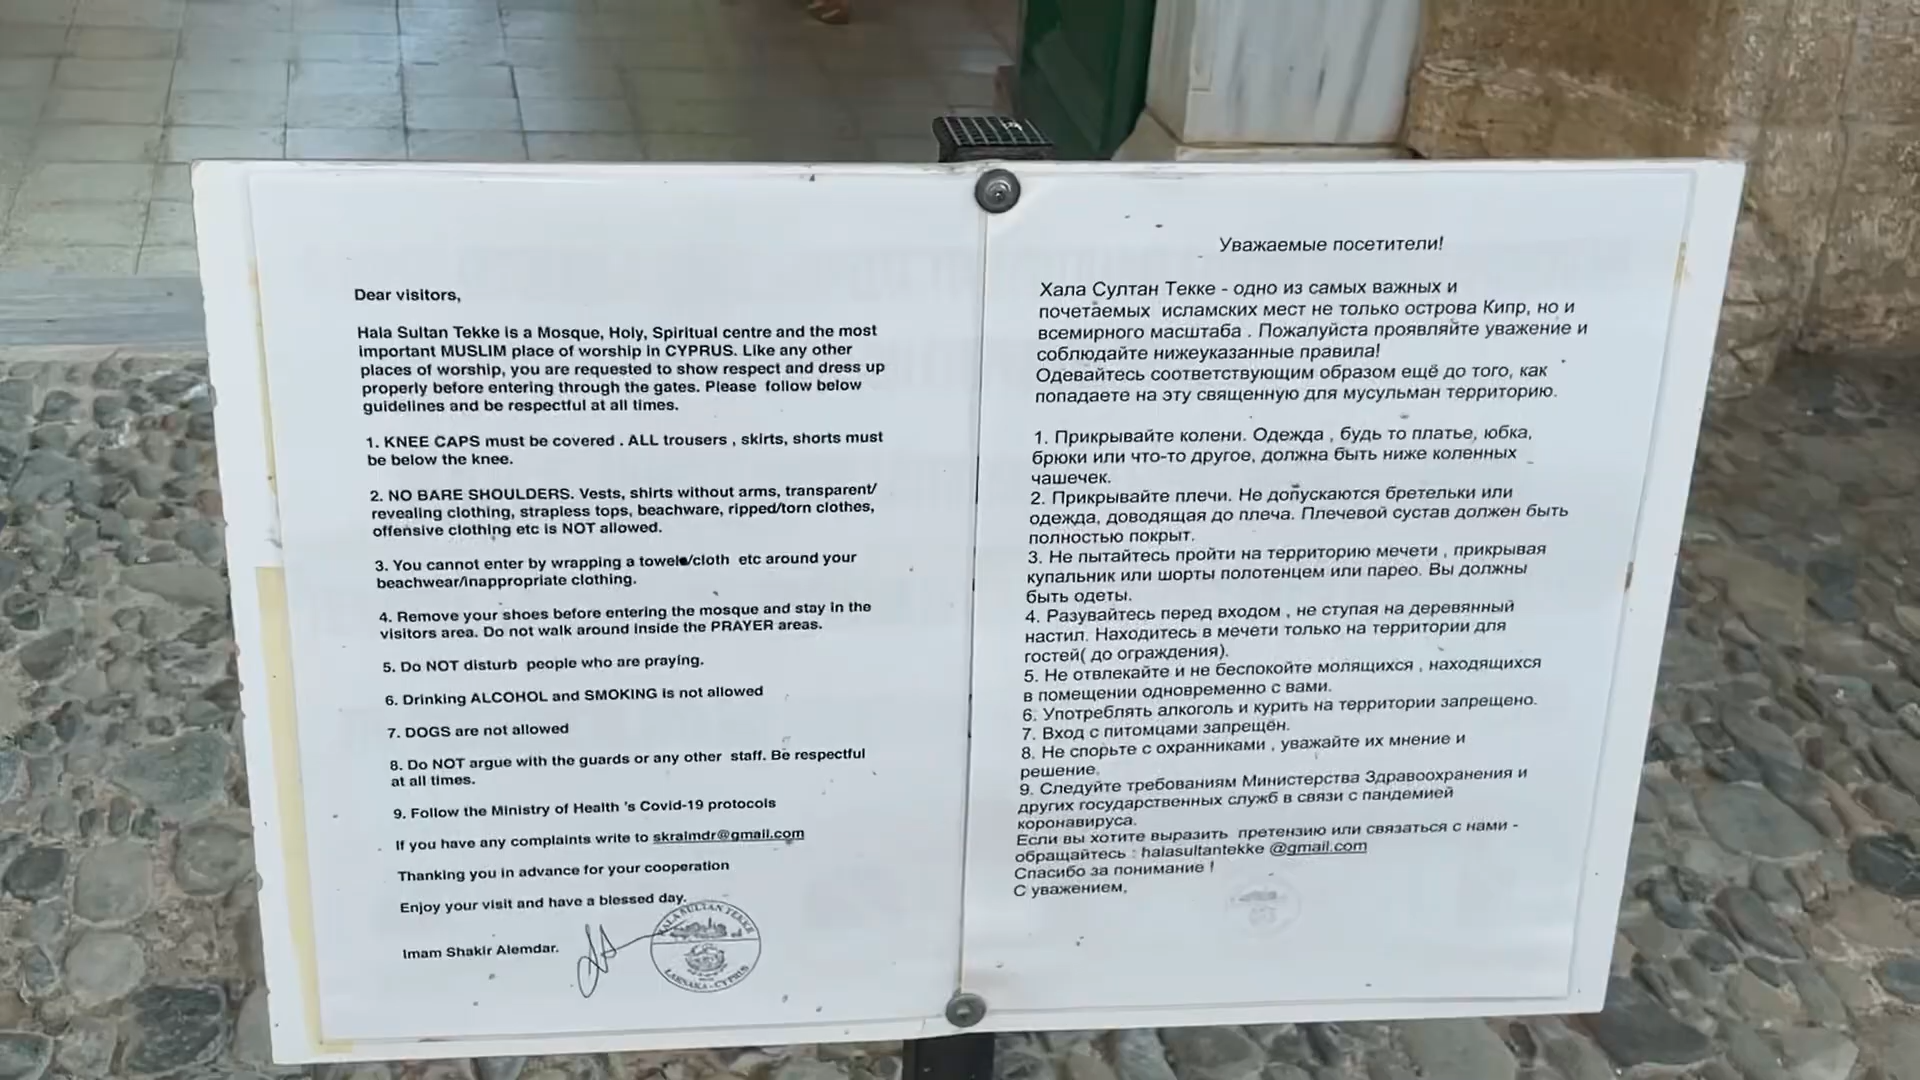 Dear visitors,
Hala Sultan Tekke is a Mosque, Holy, Spiritual centre and the most
important MUSLIM place of worship in CYPRUS. Like any other
places of worship, you are requested to show respect and dress up
properly before entering through the gates. Please follow below
guidelines and be respectful at all times.
1. KNEE CAPS must be covered . ALL trousers , skirts, shorts must
be below the knee.
2. NO BARE SHOULDERS. Vests, shirts without arms, transparent/
revealing clothing, strapless tops, beachware, ripped/torn clothes,
offensive clothing etc is NOT allowed.
3. You cannot enter by wrapping a towele/cloth etc around your
beachwear/inappropriate clothing.
4. Remove your shoes before entering the mosque and stay in the
visitors area. Do not walk around inside the PRAYER areas.
5. Do NOT disturb people who are praying.
6. Drinking ALCOHOL and SMOKING is not allowed
7. DOGS are not allowed
8. Do NOT argue with the guards or any other staff. Be respectful
at all times.
9. Follow the Ministry of Health 's Covid-19 protocols
If you have any complaints write to skralmdr@gmail.com
Thanking you in advance for your cooperation
Enjoy your visit and have a blessed day.
Imam Shakir Alemdar.
HALA SULTAN TEKKE
LARNAKA - CYPRUS
Уважаемые посетители!
Хала Султан Текке - одно из самых важных и
почетаемых исламских мест не только острова Кипр, но и
всемирного масштаба . Пожалуйста проявляйте уважение и
соблюдайте нижеуказанные правила!
Одевайтесь соответствующим образом ещё до того, как
попадаете на эту священную для мусульман территорию.
1. Прикрывайте колени. Одежда , будь то платье, юбка,
брюки или что-то другое, должна быть ниже коленных
чашечек.
2. Прикрывайте плечи. Не допускаются бретельки или
одежда, доводящая до плеча. Плечевой сустав должен быть
полностью покрыт.
3. Не пытайтесь пройти на территорию мечети , прикрывая
купальник или шорты полотенцем или парео. Вы должны
быть одеты.
4. Разувайтесь перед входом , не ступая на деревянный
настил. Находитесь в мечети только на территории для
гостей( до ограждения).
5. Не отвлекайте и не беспокойте молящихся , находящихся
в помещении одновременно с вами.
6. Употреблять алкоголь и курить на территории запрещено.
7. Вход с питомцами запрещён.
8. Не спорьте с охранниками , уважайте их мнение и
решение.
9. Следуйте требованиям Министерства Здравоохранения и
других государственных служб в связи с пандемией
коронавируса.
Если вы хотите выразить претензию или связаться с нами -
обращайтесь : halasultantekke @gmail.com
Спасибо за понимание !
С уважением,